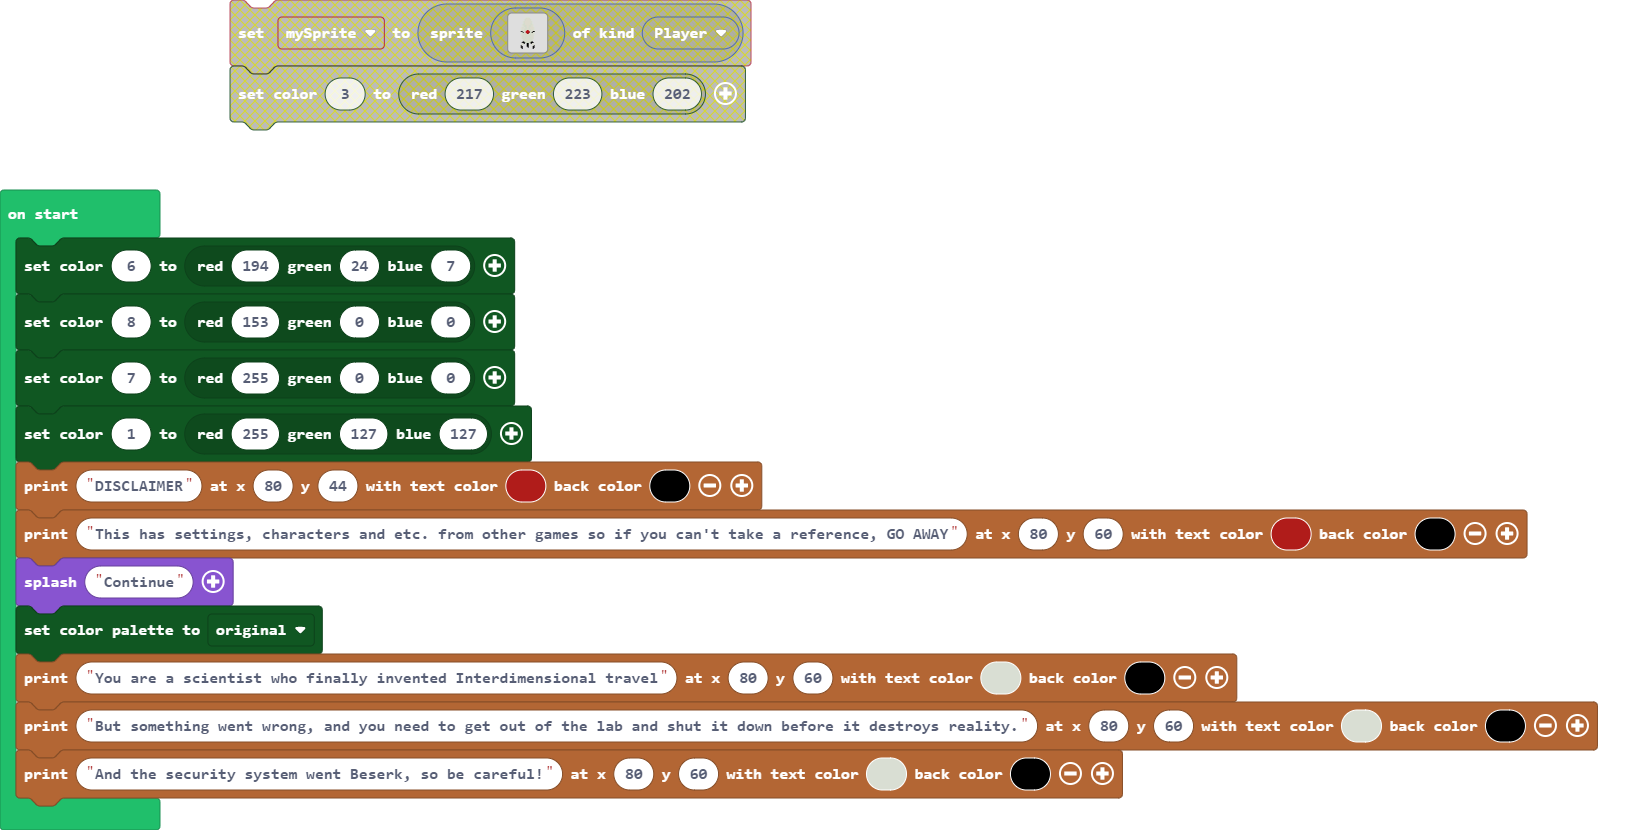 set mySprite to sprite of kind Player
set color 3 to red 217 green 223 blue 202
on start
set color 6 to red 194 green 24 blue 7
set color 8 to red 153 green 0 blue 0
set color 7 to red 255 green 0 blue 0
set color 1 to red 255 green 127 blue 127
print "DISCLAIMER" at x 80 y 44 with text color back color
print "This has settings, characters and etc. from other games so if you can't take a reference, GO AWAY" at x 80 y 60 with text color back color
splash "Continue"
set color palette to original
print "You are a scientist who finally invented Interdimensional travel" at x 80 y 60 with text color back color
print "But something went wrong, and you need to get out of the lab and shut it down before it destroys reality." at x 80 y 60 with text color back color
print "And the security system went Beserk, so be careful!" at x 80 y 60 with text color back color